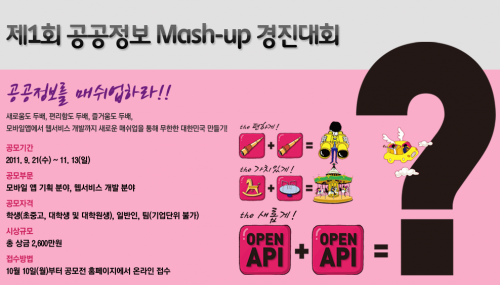 제1회 공공정보 Mash-up 경진대회
공공정보를 매쉬업하라!!
새로움도 두배, 편리함도 두배, 즐거움도 두배,
모바일앱에서 웹서비스 개발까지 새로운 매쉬업을 통해 무한한 대한민국 만들기!
공모기간
2011. 9. 21(수) ~ 11. 13(일)
공모부문
모바일 앱 기획 분야, 웹서비스 개발 분야
공모자격
학생(초중고, 대학생 및 대학원생), 일반인, 팀(기업단위 불가)
시상규모
총 상금 2,600만원
접수방법
10월 10일(월)부터 공모전 홈페이지에서 온라인 접수
the 편하게!
+ =
the 가치있게!
+ =
the 새롭게!
OPEN API + OPEN API = ?